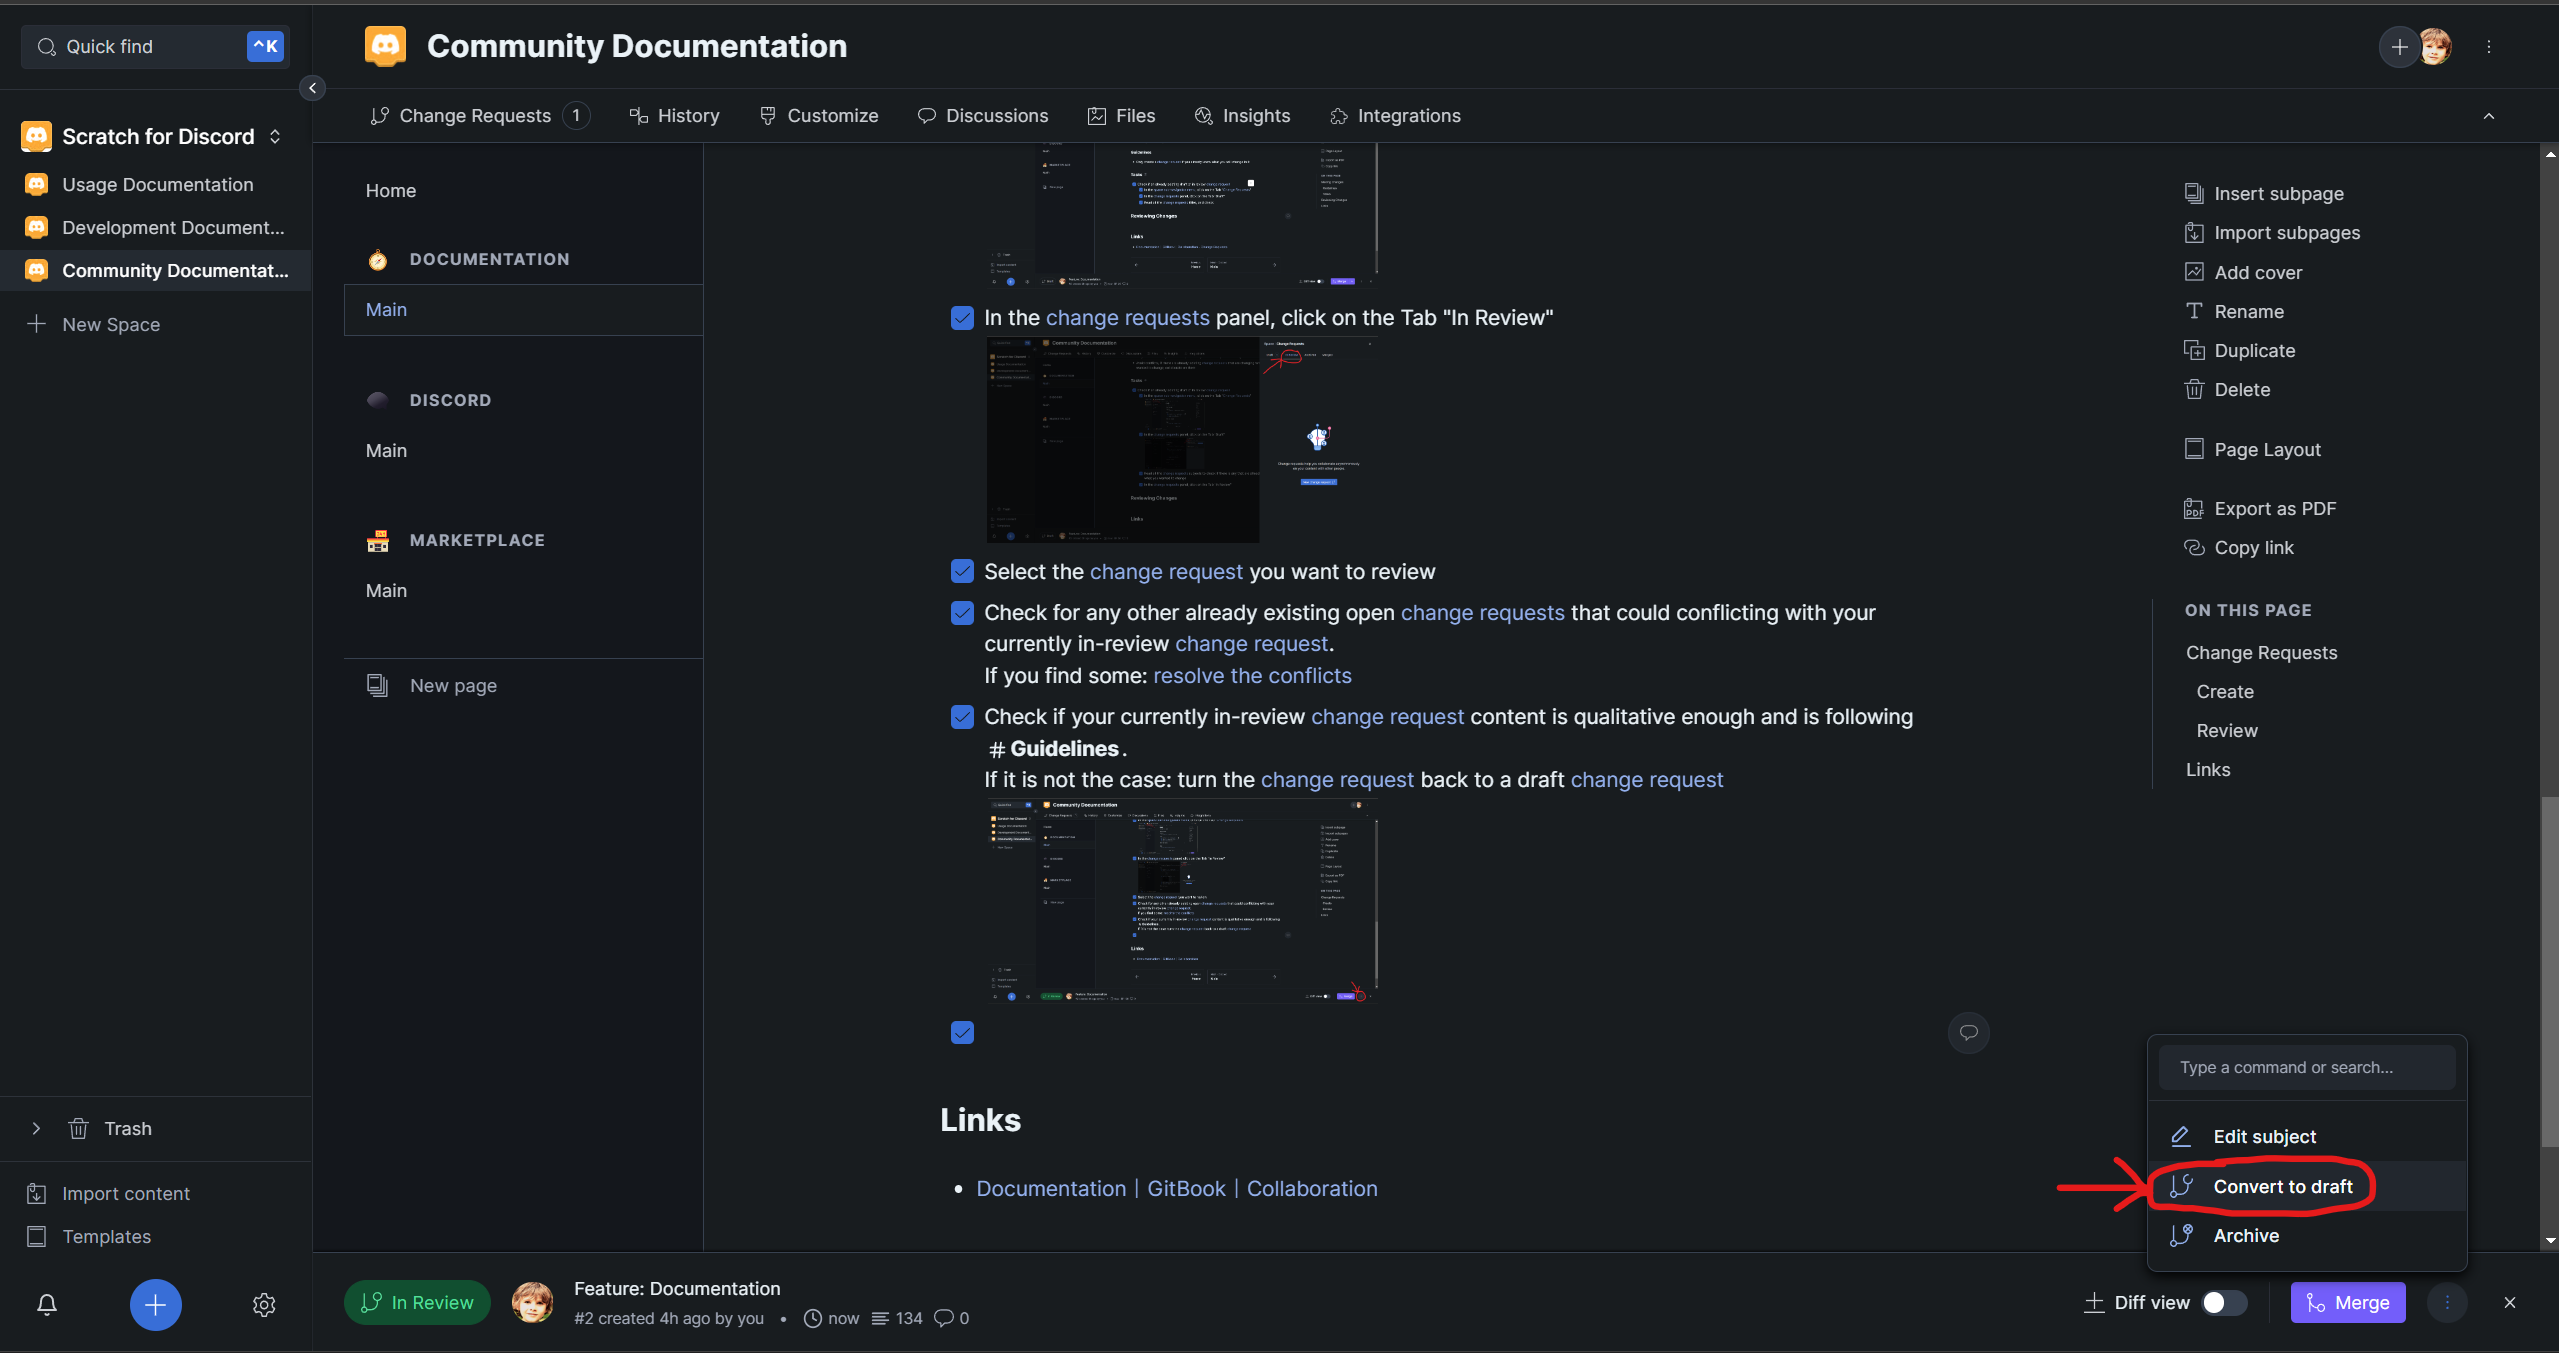 Quick find
^K
Community Documentation
Change Requests 1
History
Customize
Discussions
Files
Insights
Integrations
Scratch for Discord
Usage Documentation
Development Document...
Community Documentat...
New Space
Trash
Import content
Templates
Home
DOCUMENTATION
Main
DISCORD
Main
MARKETPLACE
Main
New page
In the change requests panel, click on the Tab "In Review"
Select the change request you want to review
Check for any other already existing open change requests that could conflicting with your
currently in-review change request.
If you find some: resolve the conflicts
Check if your currently in-review change request content is qualitative enough and is following
# Guidelines.
If it is not the case: turn the change request back to a draft change request
Links
Documentation | GitBook | Collaboration
Insert subpage
Import subpages
Add cover
Rename
Duplicate
Delete
Page Layout
Export as PDF
Copy link
ON THIS PAGE
Change Requests
Create
Review
Links
Type a command or search...
Edit subject
Convert to draft
Archive
In Review
Feature: Documentation
#2 created 4h ago by you • now 134 0
Diff view
Merge